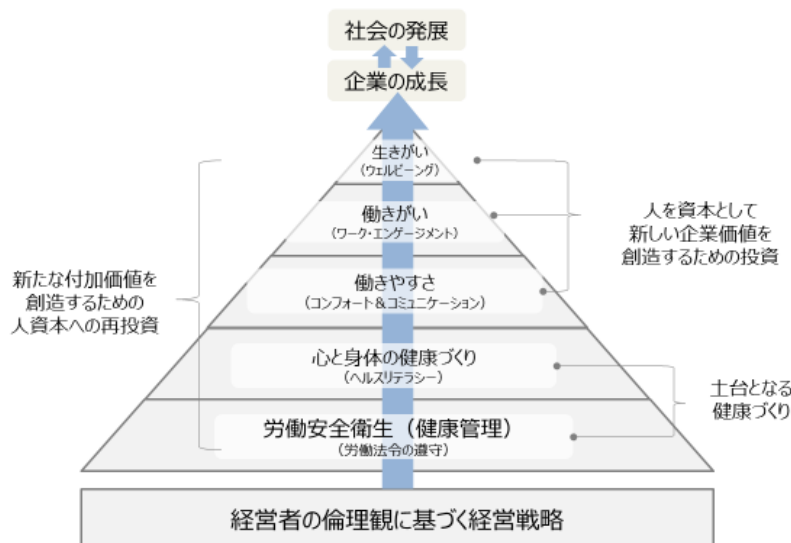 社会の発展
企業の成長
生きがい
(ウェルビーング)
働きがい
(ワーク・エンゲージメント)
働きやすさ
(コンフォート＆コミュニケーション)
心と身体の健康づくり
(ヘルスリテラシー)
労働安全衛生（健康管理）
(労働法令の遵守)
経営者の倫理観に基づく経営戦略
新たな付加価値を
創造するための
人資本への再投資
人を資本として
新しい企業価値を
創造するための投資
土台となる
健康づくり